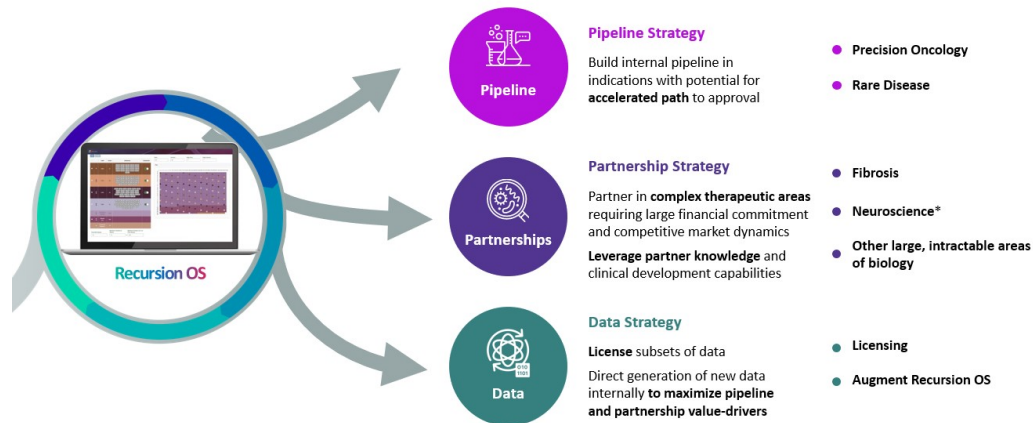 Pipeline Strategy
Build internal pipeline in
indications with potential for
accelerated path to approval
Pipeline
Precision Oncology
Rare Disease
Recursion OS
Partnership Strategy
Partner in complex therapeutic areas
requiring large financial commitment
and competitive market dynamics
Leverage partner knowledge and
clinical development capabilities
Partnerships
Fibrosis
Neuroscience*
Other large, intractable areas
of biology
Data Strategy
License subsets of data
Direct generation of new data
internally to maximize pipeline
and partnership value-drivers
010
1101
Data
Licensing
Augment Recursion OS